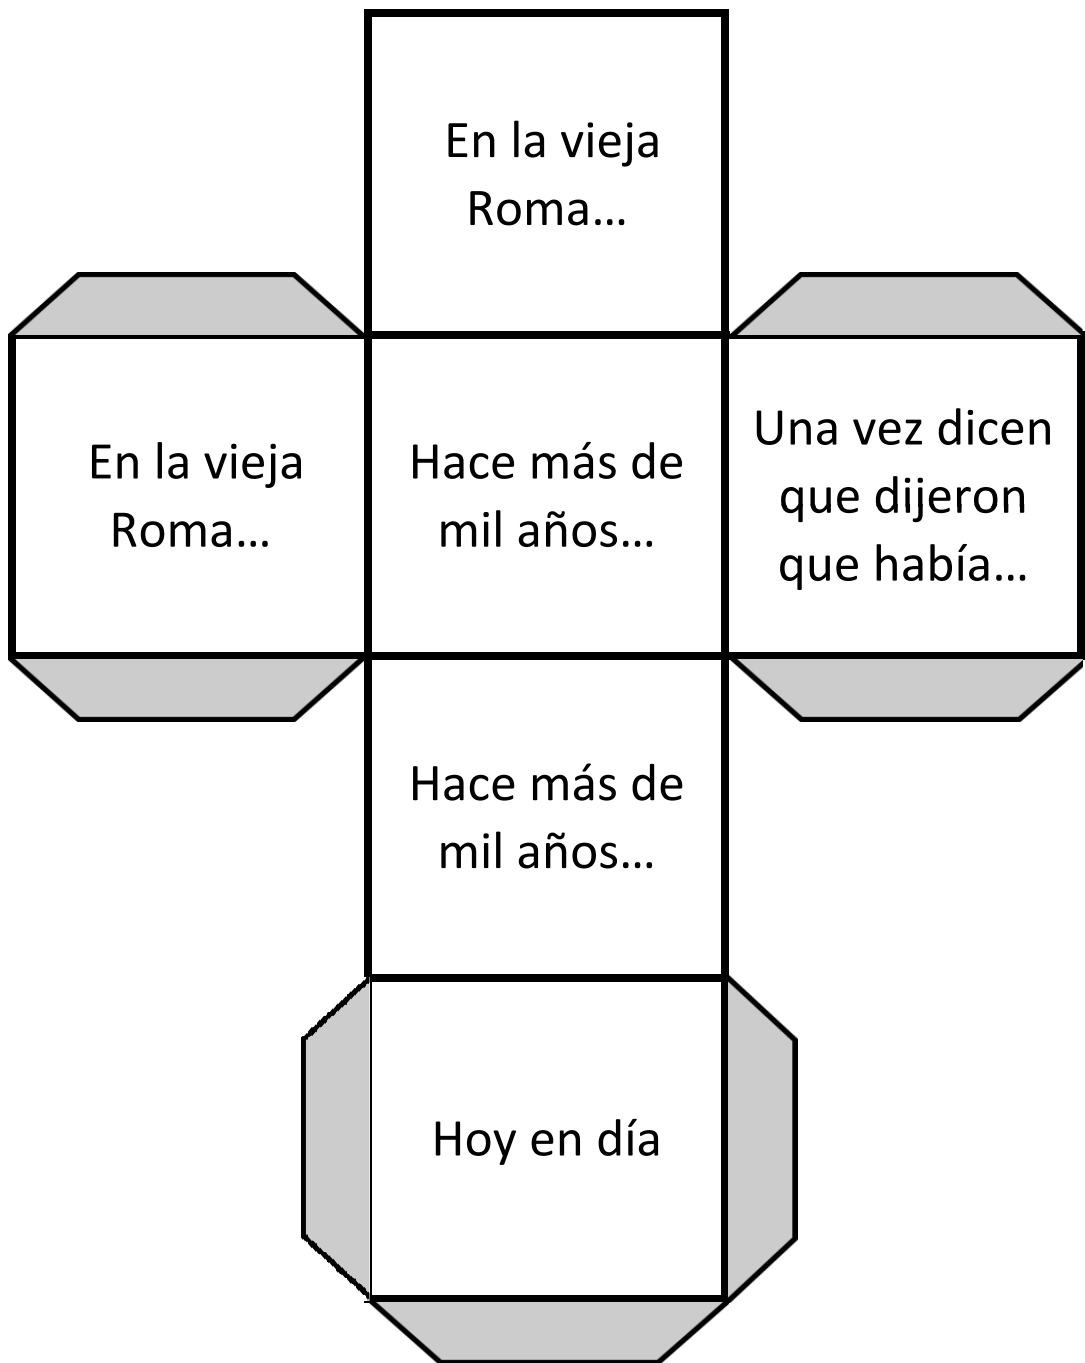 En la vieja
Roma...
En la vieja
Roma...
Hace más de
mil años...
Una vez dicen
que dijeron
que había...
Hace más de
mil años...
Hoy en día